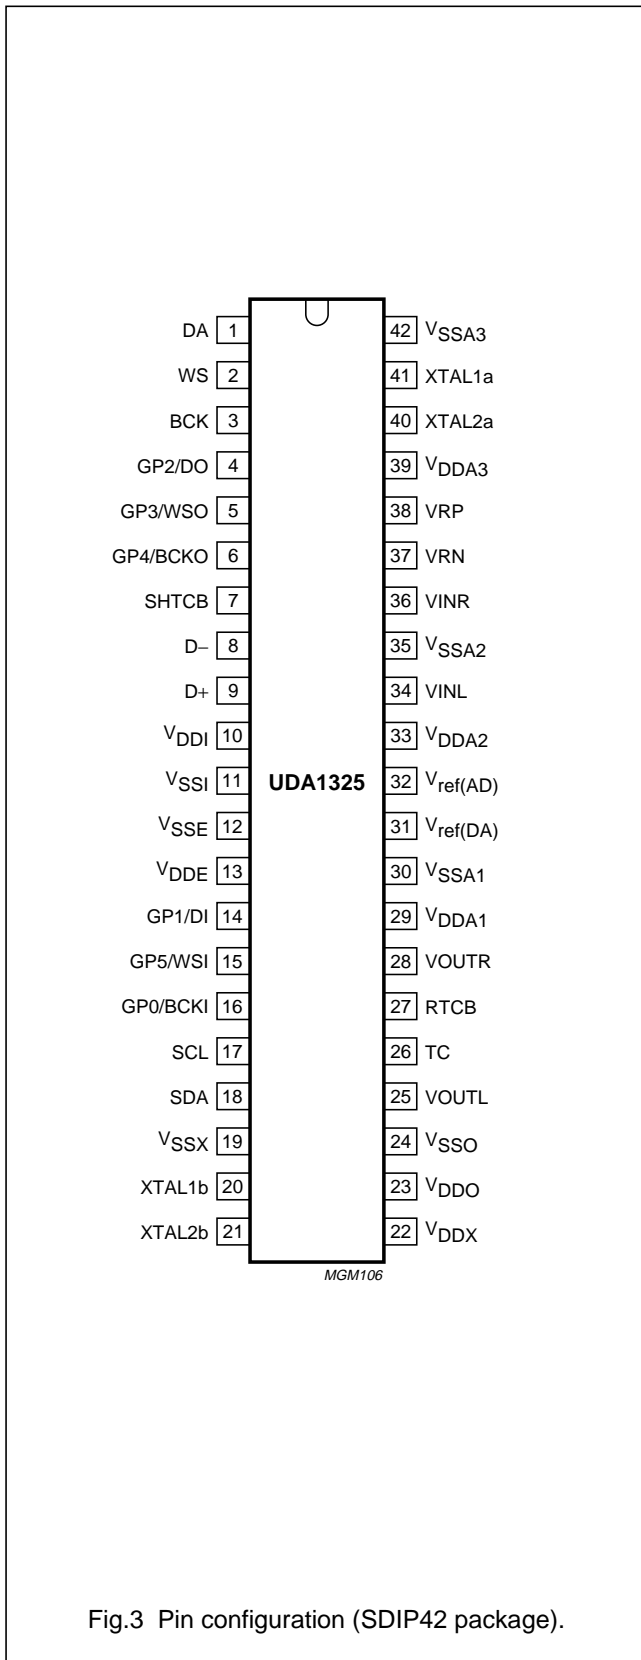 DA 1 42 VSSA3
WS 2 41 XTAL1a
BCK 3 40 XTAL2a
GP2/DO 4 39 VDDA3
GP3/WSO 5 38 VRP
GP4/BCKO 6 37 VRN
SHTCB 7 36 VINR
D− 8 35 VSSA2
D+ 9 34 VINL
VDDI 10 33 VDDA2
VSSI 11 UDA1325 32 Vref(AD)
VSSE 12 31 Vref(DA)
VDDE 13 30 VSSA1
GP1/DI 14 29 VDDA1
GP5/WSI 15 28 VOUTR
GP0/BCKI 16 27 RTCB
SCL 17 26 TC
SDA 18 25 VOUTL
VSSX 19 24 VSSO
XTAL1b 20 23 VDDO
XTAL2b 21 22 VDDX
MGM106
Fig.3 Pin configuration (SDIP42 package).